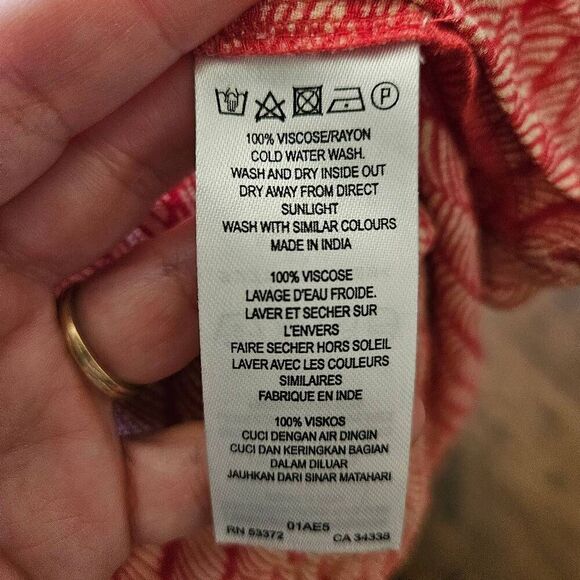 P
100% VISCOSE/RAYON
COLD WATER WASH.
WASH AND DRY INSIDE OUT
DRY AWAY FROM DIRECT
SUNLIGHT
WASH WITH SIMILAR COLOURS
MADE IN INDIA
100% VISCOSE
LAVAGE D'EAU FROIDE.
LAVER ET SECHER SUR
L'ENVERS
FAIRE SECHER HORS SOLEIL
LAVER AVEC LES COULEURS
SIMILAIRES
FABRIQUE EN INDE
100% VISKOS
CUCI DENGAN AIR DINGIN
CUCI DAN KERINGKAN BAGIAN
DALAM DILUAR
JAUHKAN DARI SINAR MATAHARI
01AE5
RN 53372 CA 34338